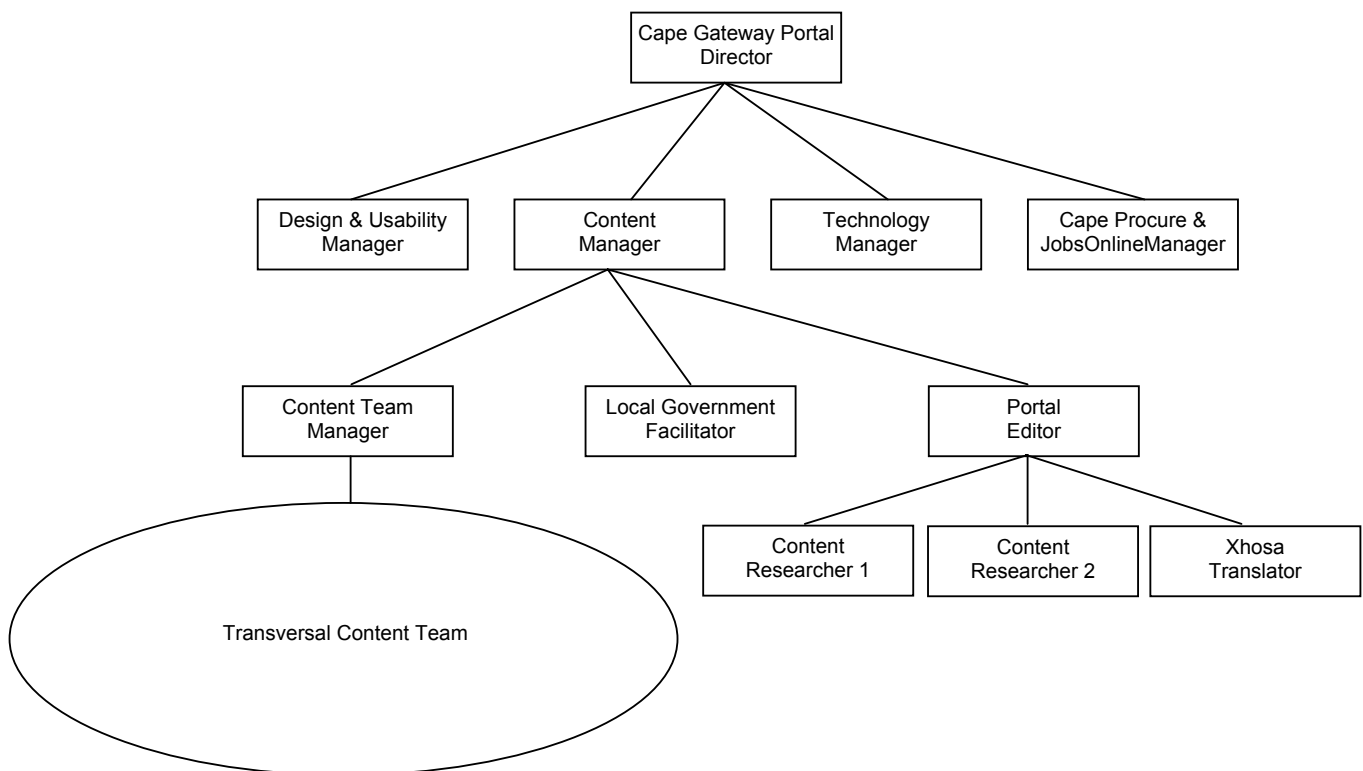 Cape Gateway Portal
Director
Design & Usability
Manager
Content
Manager
Technology
Manager
Cape Procure &
JobsOnlineManager
Content Team
Manager
Local Government
Facilitator
Portal
Editor
Content
Researcher 1
Content
Researcher 2
Xhosa
Translator
Transversal Content Team